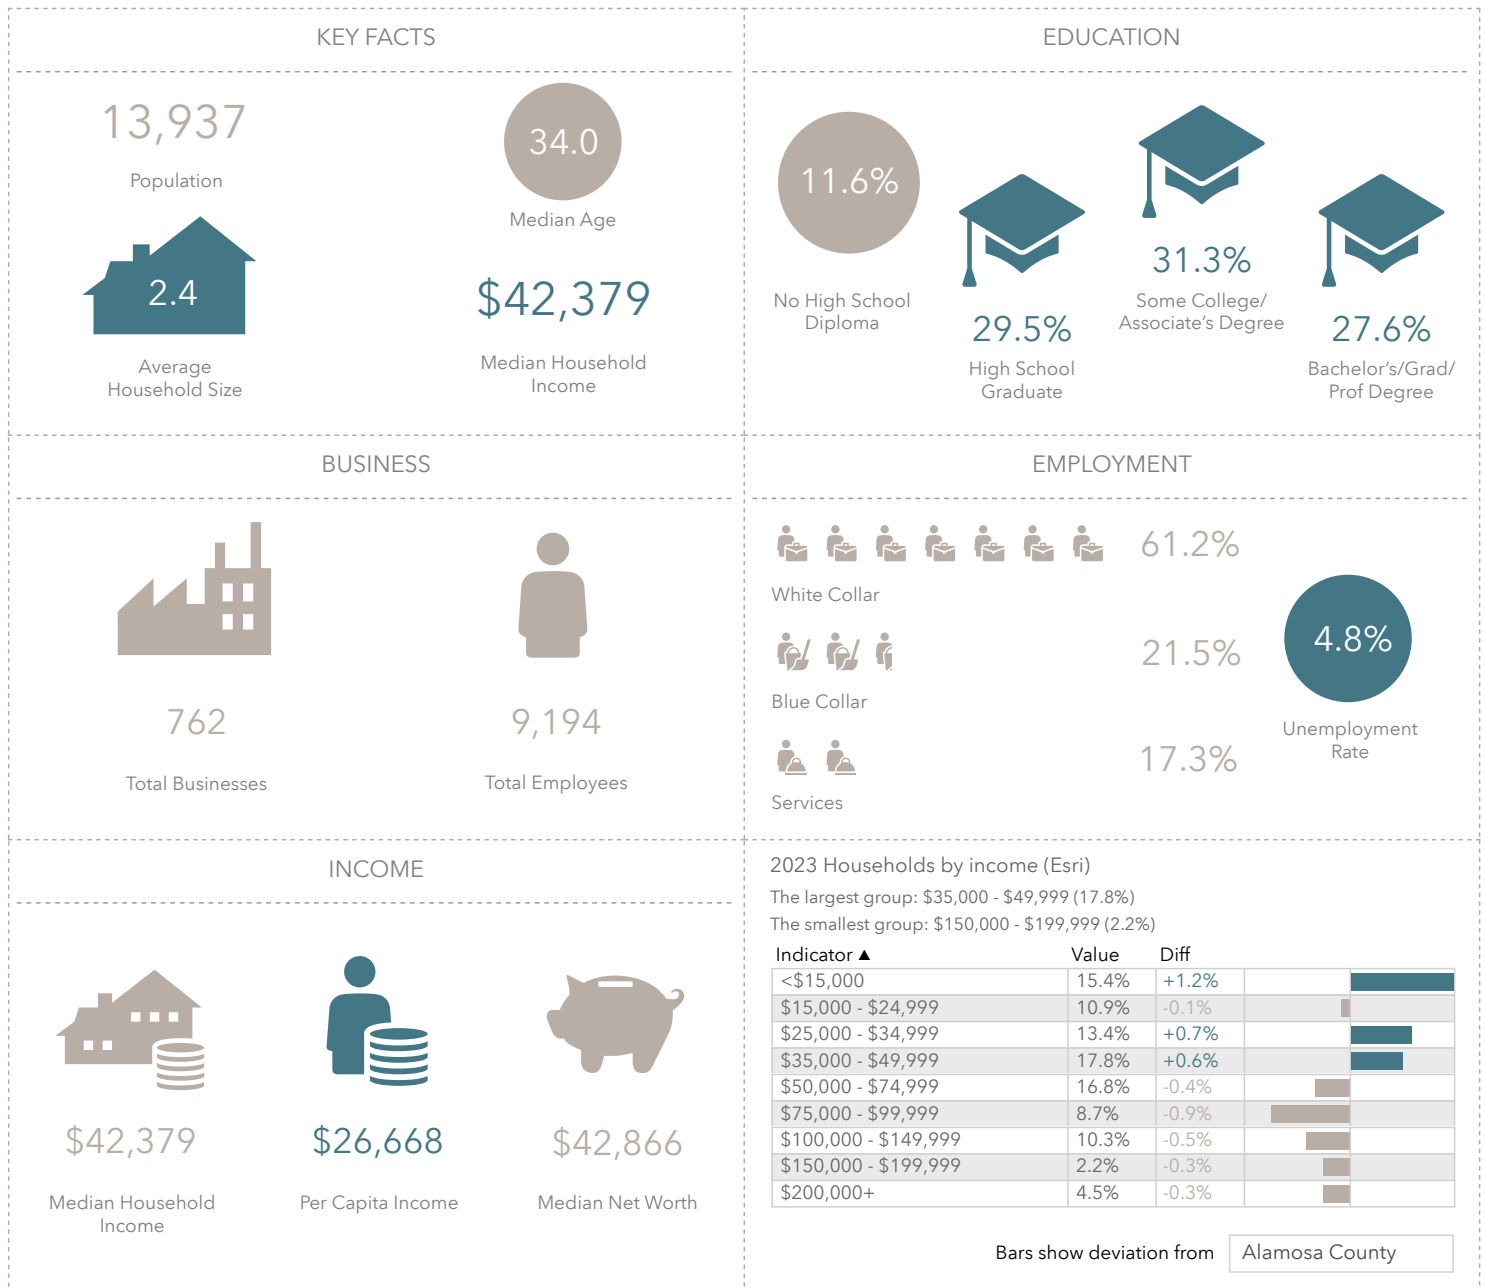 KEY FACTS
13,937
Population
34.0
Median Age
2.4
Average
Household Size
$42,379
Median Household
Income
EDUCATION
11.6%
No High School
Diploma
29.5%
High School
Graduate
31.3%
Some College/
Associate's Degree
27.6%
Bachelor's/Grad/
Prof Degree
BUSINESS
762
Total Businesses
9,194
Total Employees
EMPLOYMENT
61.2%
White Collar
21.5%
Blue Collar
17.3%
Services
4.8%
Unemployment
Rate
INCOME
$42,379
Median Household
Income
$26,668
Per Capita Income
$42,866
Median Net Worth
2023 Households by income (Esri)
The largest group: $35,000 - $49,999 (17.8%)
The smallest group: $150,000 - $199,999 (2.2%)
Indicator ▲ Value Diff
<$15,000 15.4% +1.2%
$15,000 - $24,999 10.9% -0.1%
$25,000 - $34,999 13.4% +0.7%
$35,000 - $49,999 17.8% +0.6%
$50,000 - $74,999 16.8% -0.4%
$75,000 - $99,999 8.7% -0.9%
$100,000 - $149,999 10.3% -0.5%
$150,000 - $199,999 2.2% -0.3%
$200,000+ 4.5% -0.3%
Bars show deviation from Alamosa County